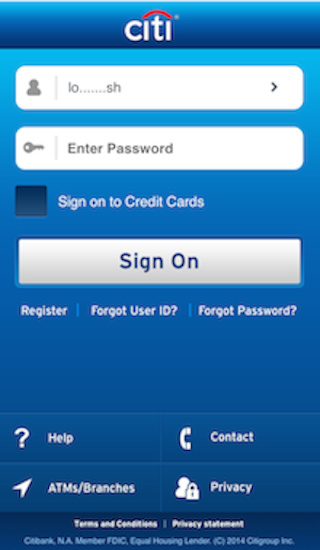 citi
lo.......sh
Enter Password
Sign on to Credit Cards
Sign On
Register | Forgot User ID? | Forgot Password?
? Help
Contact
ATMs/Branches
Privacy
Terms and Conditions | Privacy statement
Citibank, N.A. Member FDIC, Equal Housing Lender. (C) 2014 Citigroup Inc.